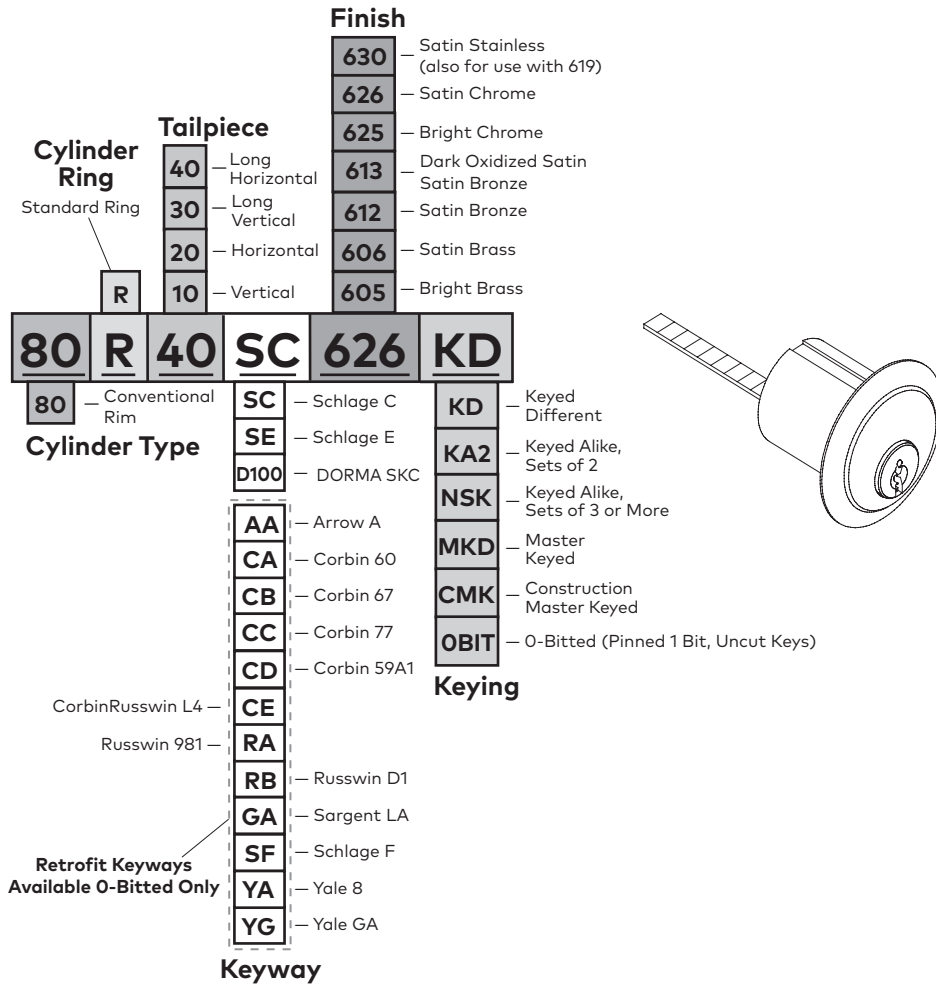 Finish
630
Satin Stainless
(also for use with 619)
626
Satin Chrome
625
Bright Chrome
613
Dark Oxidized Satin
Satin Bronze
612
Satin Bronze
606
Satin Brass
605
Bright Brass
Tailpiece
40
Long
Horizontal
30
Long
Vertical
20
Horizontal
10
Vertical
Cylinder
Ring
Standard Ring
R
80 R 40 SC 626 KD
80
Conventional
Rim
Cylinder Type
SC
Schlage C
SE
Schlage E
D100
DORMA SKC
AA
Arrow A
CA
Corbin 60
CB
Corbin 67
CC
Corbin 77
CD
Corbin 59A1
CorbinRusswin L4
CE
Russwin 981
RA
RB
Russwin D1
GA
Sargent LA
SF
Schlage F
YA
Yale 8
YG
Yale GA
Retrofit Keyways
Available 0-Bitted Only
Keyway
KD
Keyed
Different
KA2
Keyed Alike,
Sets of 2
NSK
Keyed Alike,
Sets of 3 or More
MKD
Master
Keyed
CMK
Construction
Master Keyed
0BIT
0-Bitted (Pinned 1 Bit, Uncut Keys)
Keying